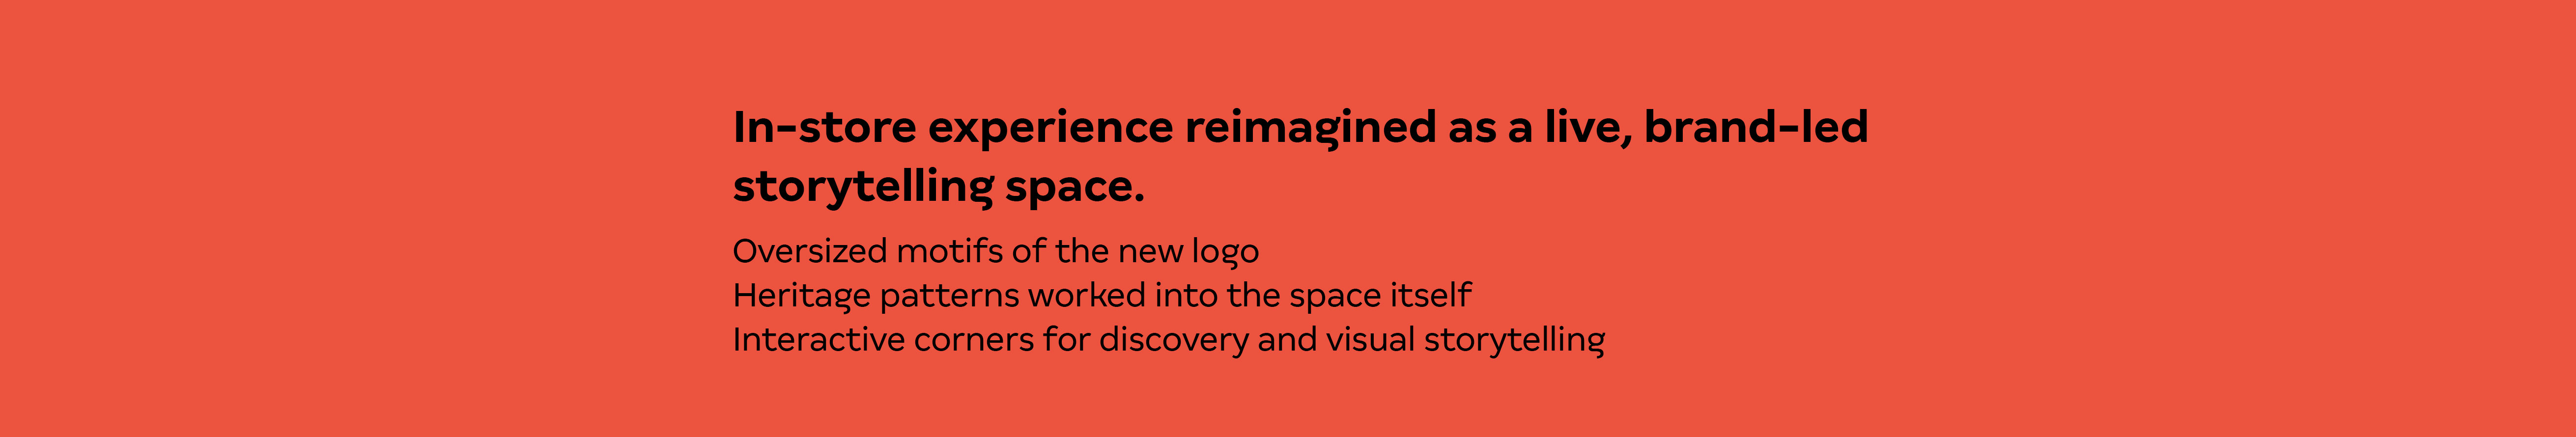 In-store experience reimagined as a live, brand-led
storytelling space.
Oversized motifs of the new logo
Heritage patterns worked into the space itself
Interactive corners for discovery and visual storytelling